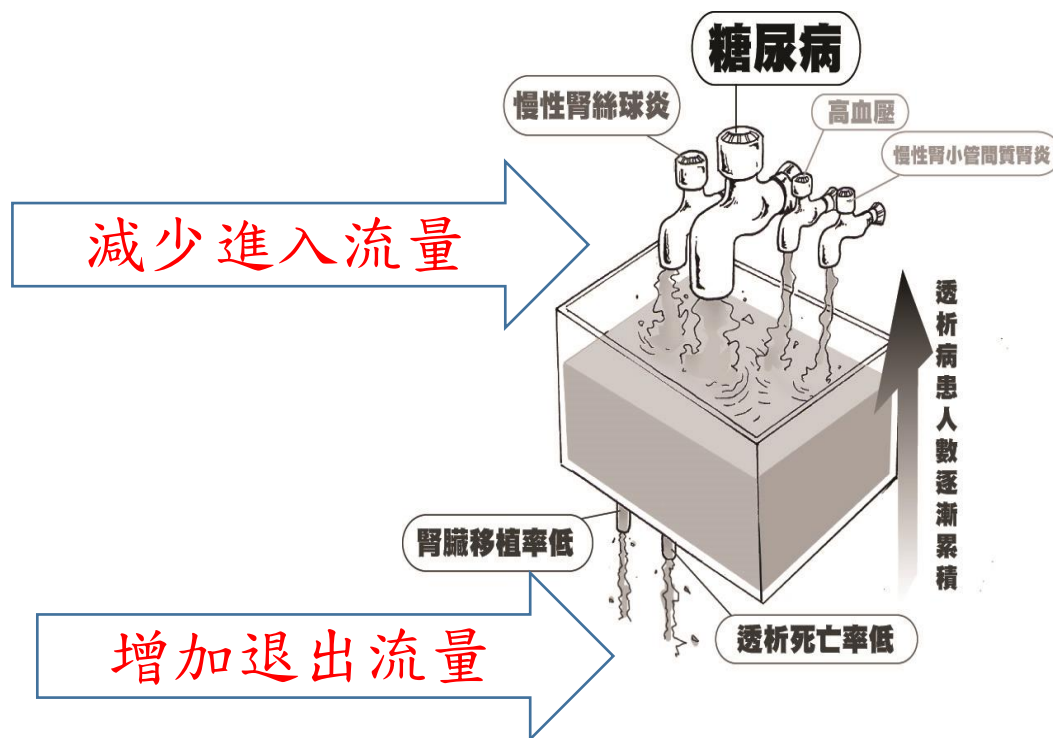 糖尿病
慢性腎絲球炎
高血壓
慢性腎小管間質腎炎
減少進入流量
透析病患人數逐漸累積
腎臟移植率低
透析死亡率低
增加退出流量